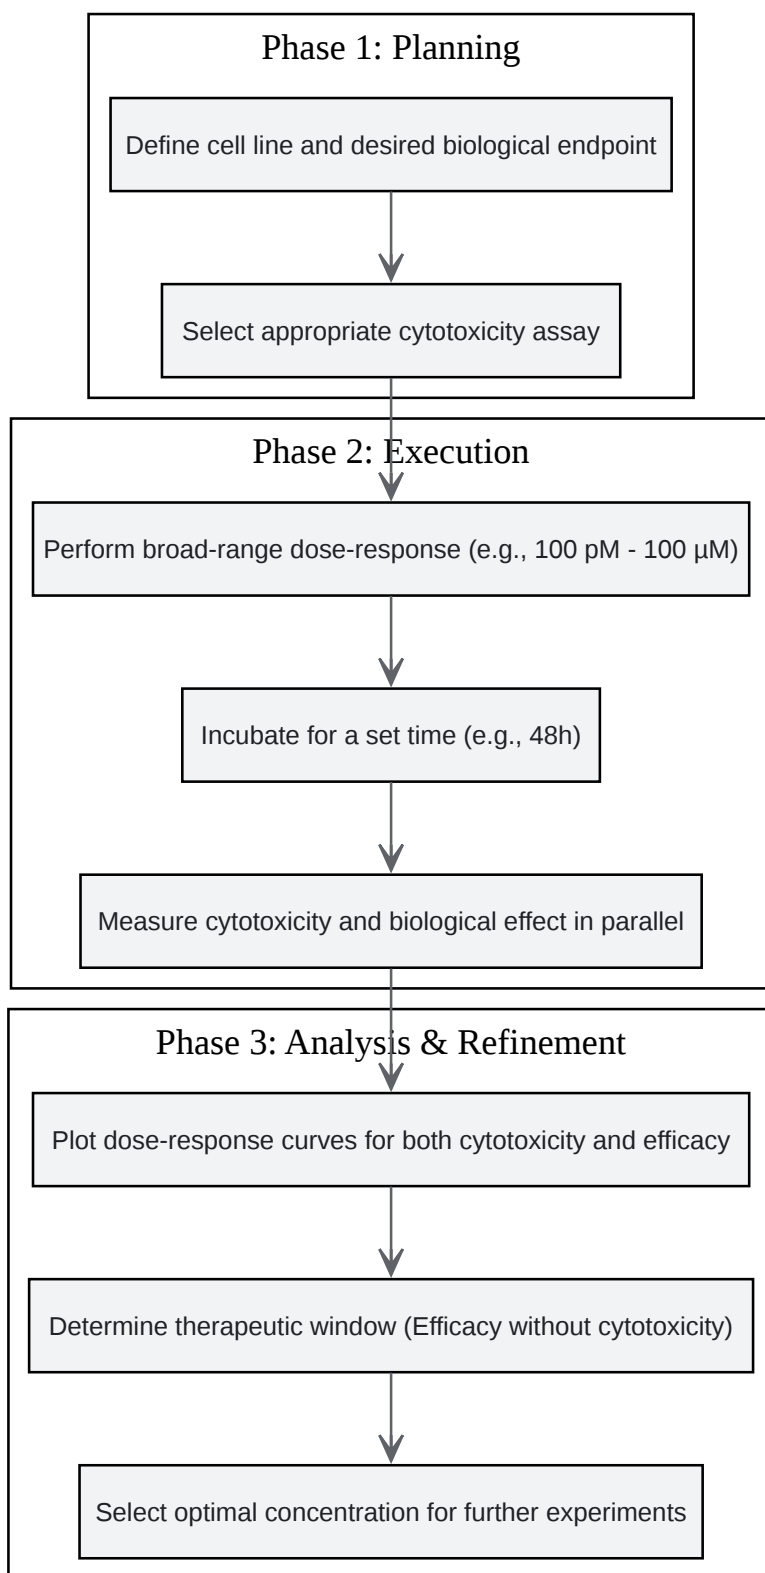 Phase 1: Planning
Define cell line and desired biological endpoint
Select appropriate cytotoxicity assay
Phase 2: Execution
Perform broad-range dose-response (e.g., 100 pM - 100 µM)
Incubate for a set time (e.g., 48h)
Measure cytotoxicity and biological effect in parallel
Phase 3: Analysis & Refinement
Plot dose-response curves for both cytotoxicity and efficacy
Determine therapeutic window (Efficacy without cytotoxicity)
Select optimal concentration for further experiments